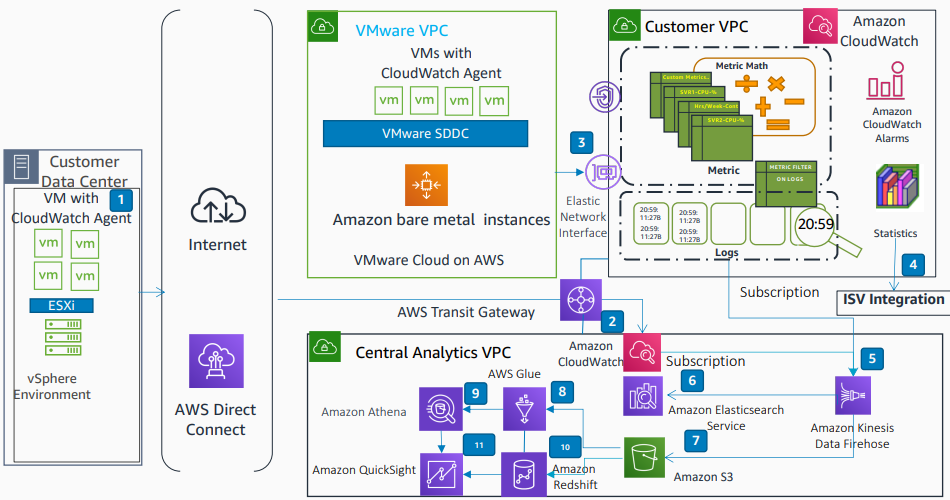 Customer
Data Center
1
VM with
CloudWatch Agent
vm
vm
vm
vm
ESXi
vSphere
Environment
Internet
AWS Direct
Connect
VMware VPC
VMs with
CloudWatch Agent
vm
vm
vm
vm
VMware SDDC
Amazon bare metal instances
VMware Cloud on AWS
3
Elastic
Network
Interface
Customer VPC
Amazon
CloudWatch
Metric Math
Custom Metrics..
SVR1-CPU-%
Hrs/Week-Cont
SVR2-CPU-%
Metric
METRIC FILTER
ON LOGS
20:59:
11:27B
20:59:
11:27B
20:59:
11:27B
20:59:
11:27B
20:59
Logs
Amazon
CloudWatch
Alarms
Statistics
4
ISV Integration
Subscription
AWS Transit Gateway
2
Central Analytics VPC
Amazon
CloudWatch
Subscription
5
Amazon Kinesis
Data Firehose
6
Amazon Elasticsearch
Service
7
Amazon S3
AWS Glue
8
9
Amazon Athena
10
Amazon
Redshift
11
Amazon QuickSight